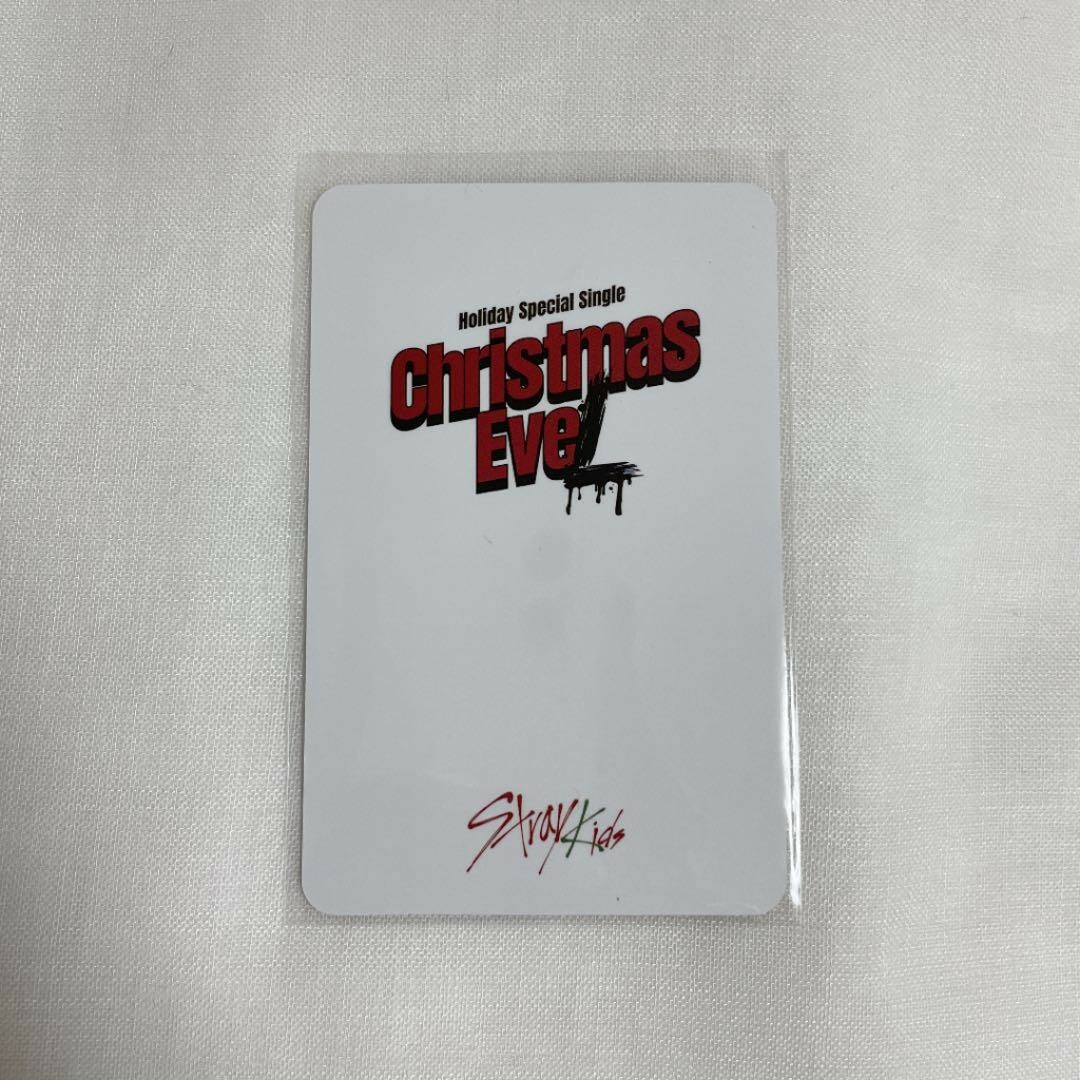 Holiday Special Single
Christmas
EveL
Stray Kids